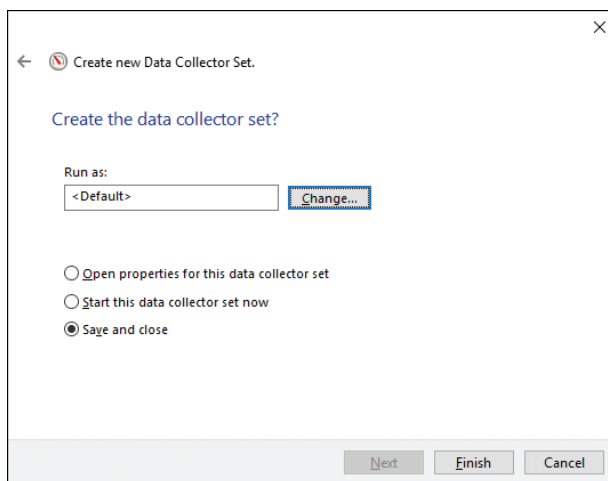 Create new Data Collector Set.
Create the data collector set?
Run as:
<Default>
Change...
Open properties for this data collector set
Start this data collector set now
Save and close
Next
Finish
Cancel